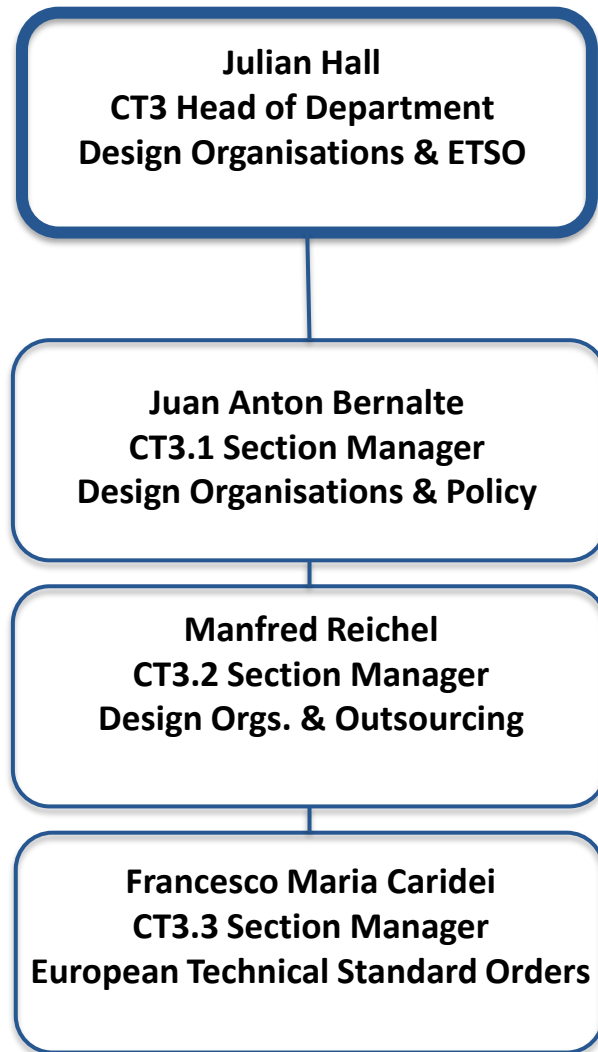 Julian Hall
CT3 Head of Department
Design Organisations & ETSO
Juan Anton Bernalte
CT3.1 Section Manager
Design Organisations & Policy
Manfred Reichel
CT3.2 Section Manager
Design Orgs. & Outsourcing
Francesco Maria Caridei
CT3.3 Section Manager
European Technical Standard Orders